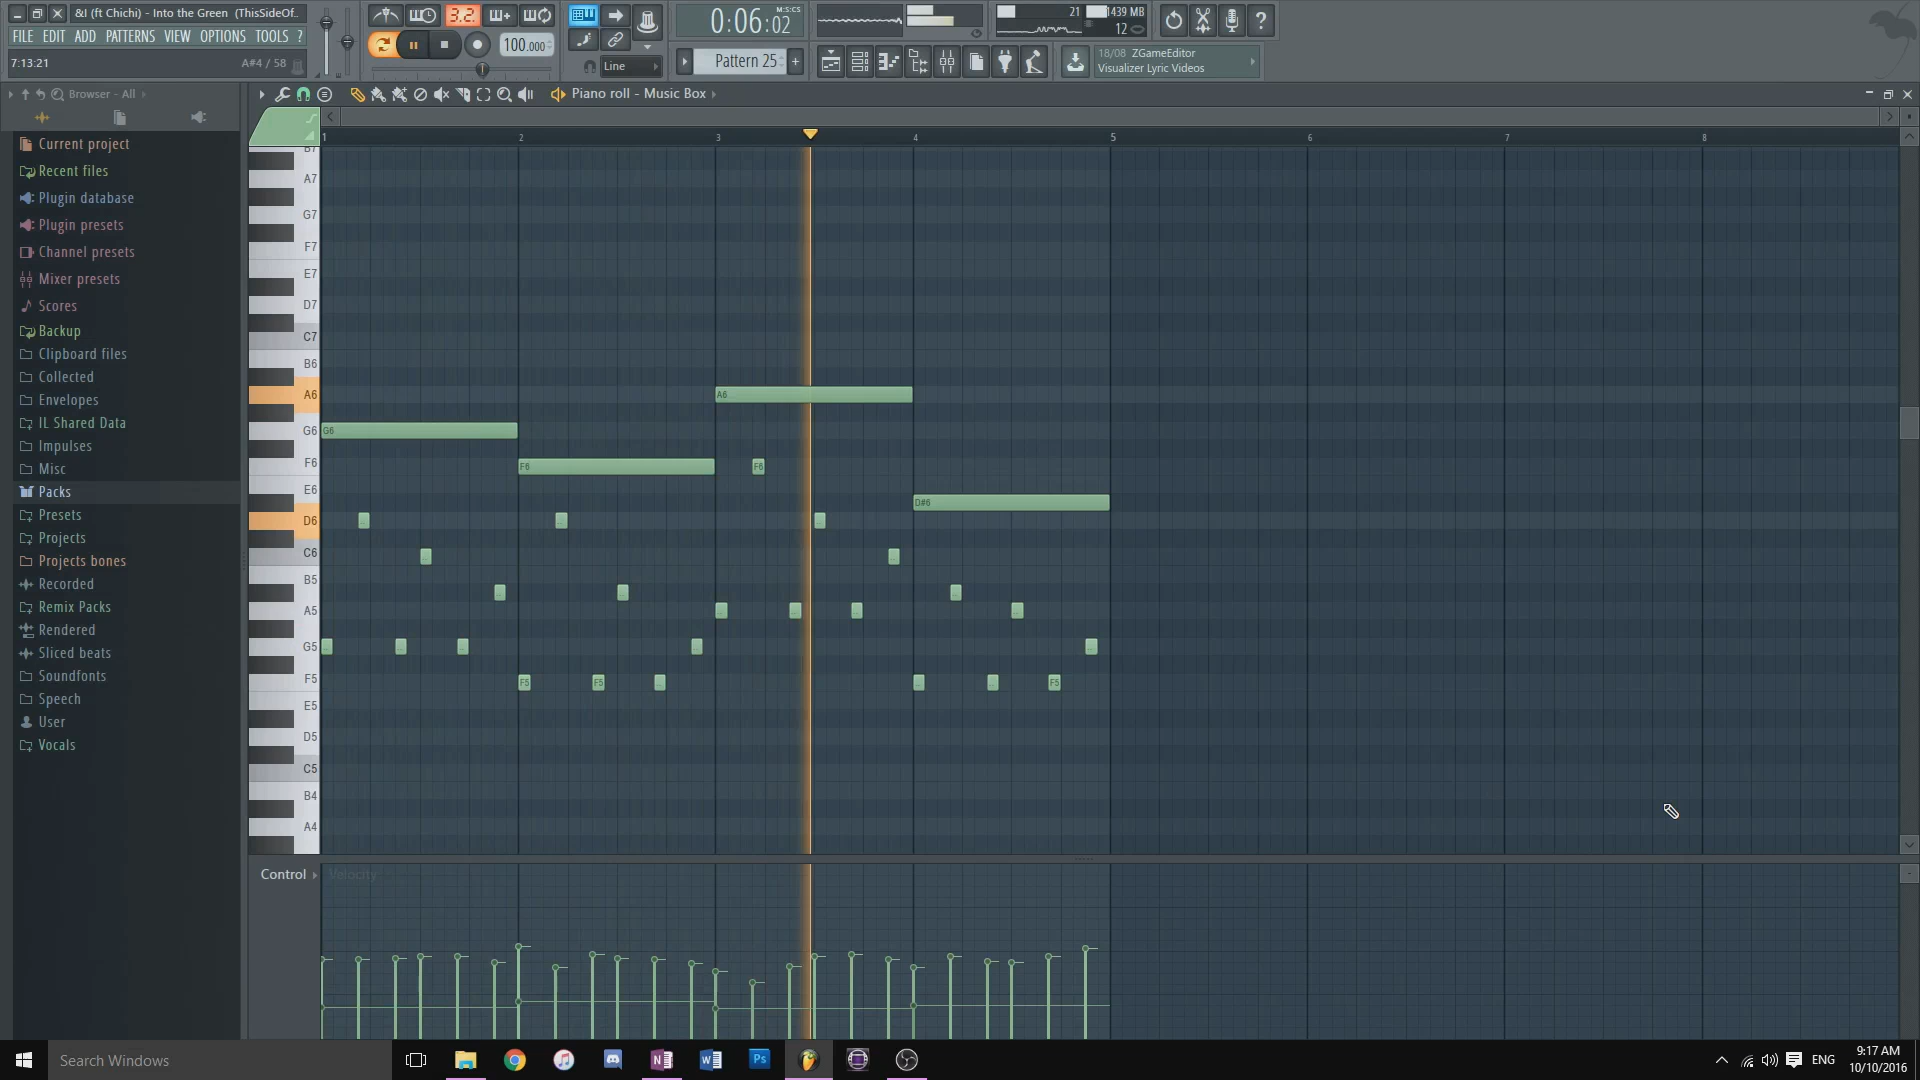 &I (ft Chichi) - Into the Green (ThisSideOf..
FILE EDIT ADD PATTERNS VIEW OPTIONS TOOLS ?
7:13:21
A#4 / 58
3.2.
100.000
Line
0:06:02
M:S:CS
Pattern 25
+
21
1439 MB
12
?
18/08 ZGameEditor
Visualizer Lyric Videos
Browser - All
Piano roll - Music Box
Current project
Recent files
Plugin database
Plugin presets
Channel presets
Mixer presets
Scores
Backup
Clipboard files
Collected
Envelopes
IL Shared Data
Impulses
Misc
Packs
Presets
Projects
Projects bones
Recorded
Remix Packs
Rendered
Sliced beats
Soundfonts
Speech
User
Vocals
1
2
3
4
5
6
7
8
B7
A7
G7
F7
E7
D7
C7
B6
A6
A6
G6
G6
F6
F6
F6
E6
D#6
D6
C6
B5
A5
G5
F5
F5
F5
F5
E5
D5
C5
B4
A4
Control
Velocity
Search Windows
N
W
Ps
ENG
9:17 AM
10/10/2016